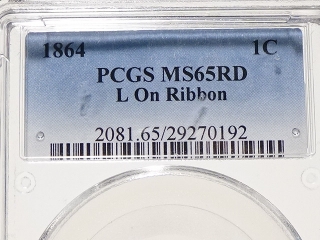 1864 1C
PCGS MS65RD
L On Ribbon
2081.65/29270192